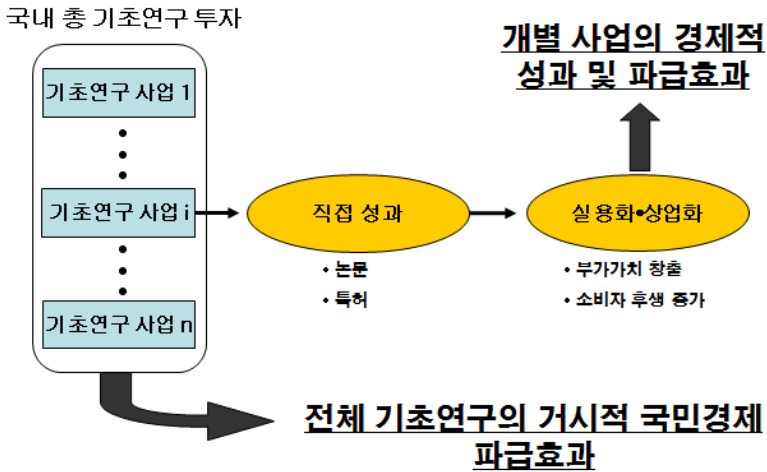 국내 총 기초연구 투자
개별 사업의 경제적
성과 및 파급효과
기초연구 사업 1
기초연구 사업 i
직접 성과
실용화•상업화
• 논문
• 특허
• 부가가치 창출
• 소비자 후생 증가
기초연구 사업 n
전체 기초연구의 거시적 국민경제
파급효과